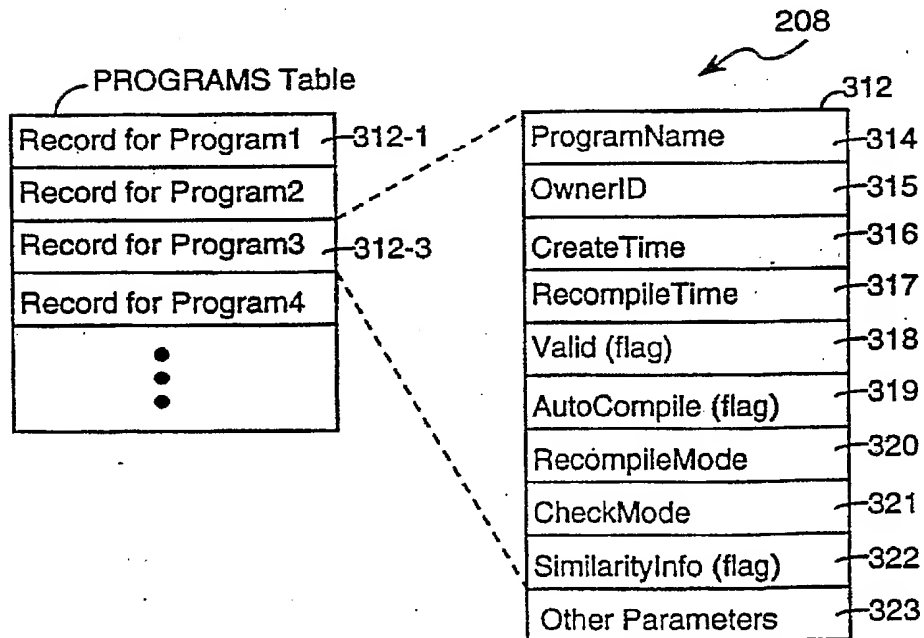 208
PROGRAMS Table
Record for Program1 312-1
Record for Program2
Record for Program3 312-3
Record for Program4
312
ProgramName 314
OwnerID 315
CreateTime 316
RecompileTime 317
Valid (flag) 318
AutoCompile (flag) 319
RecompileMode 320
CheckMode 321
SimilarityInfo (flag) 322
Other Parameters 323